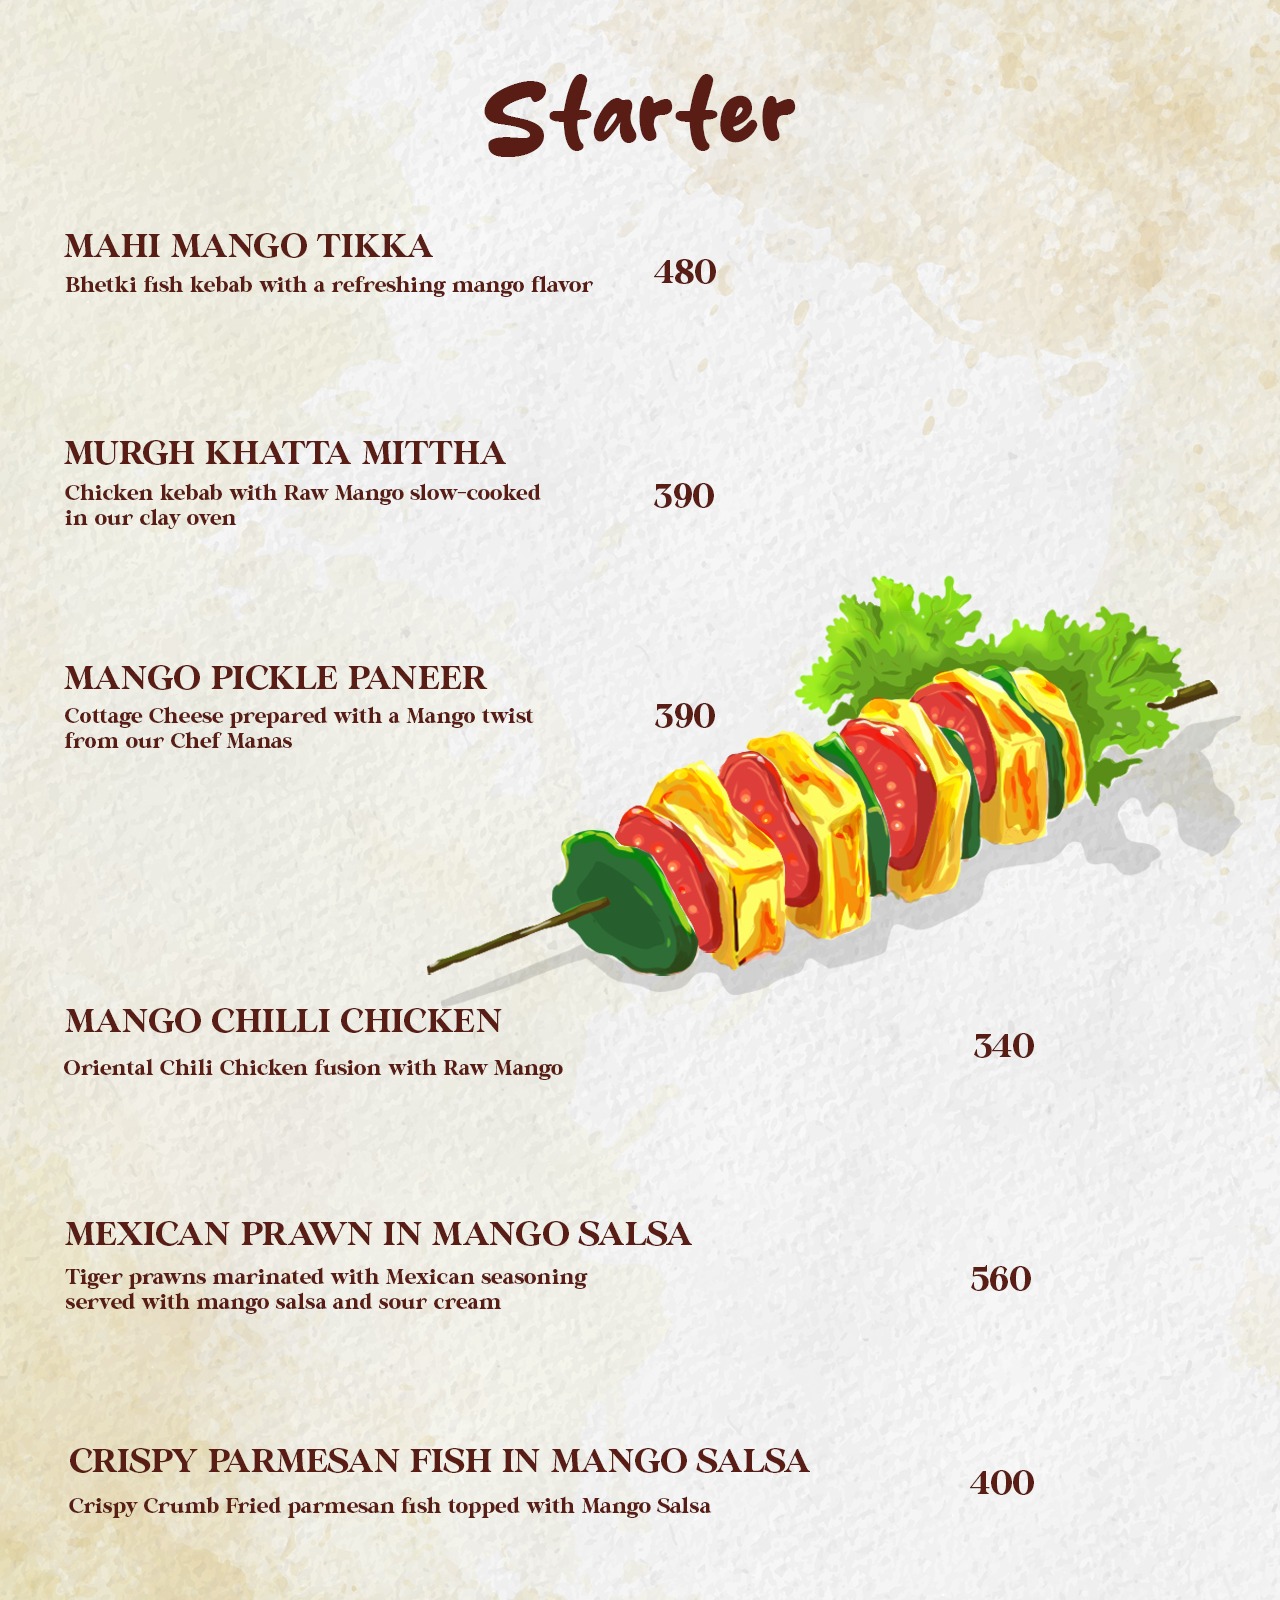 Starter
MAHI MANGO TIKKA
Bhetki fish kebab with a refreshing mango flavor
480
MURGH KHATTA MITTHA
Chicken kebab with Raw Mango slow-cooked
in our clay oven
390
MANGO PICKLE PANEER
Cottage Cheese prepared with a Mango twist
from our Chef Manas
390
MANGO CHILLI CHICKEN
Oriental Chili Chicken fusion with Raw Mango
340
MEXICAN PRAWN IN MANGO SALSA
Tiger prawns marinated with Mexican seasoning
served with mango salsa and sour cream
560
CRISPY PARMESAN FISH IN MANGO SALSA
Crispy Crumb Fried parmesan fish topped with Mango Salsa
400